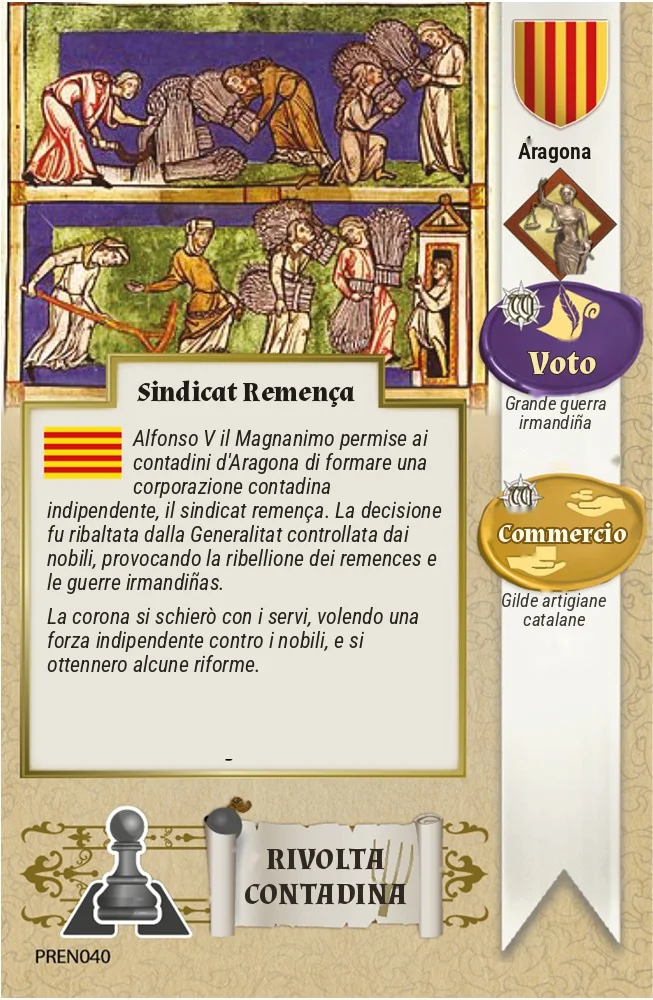 Aragona
Voto
Grande guerra
irmandiña
Commercio
Gilde artigiane
catalane
Sindicat Remença
Alfonso V il Magnanimo permise ai
contadini d'Aragona di formare una
corporazione contadina
indipendente, il sindicat remença. La decisione
fu ribaltata dalla Generalitat controllata dai
nobili, provocando la ribellione dei remences e
le guerre irmandiñas.
La corona si schierò con i servi, volendo una
forza indipendente contro i nobili, e si
ottennero alcune riforme.
-
RIVOLTA
CONTADINA
PREN040